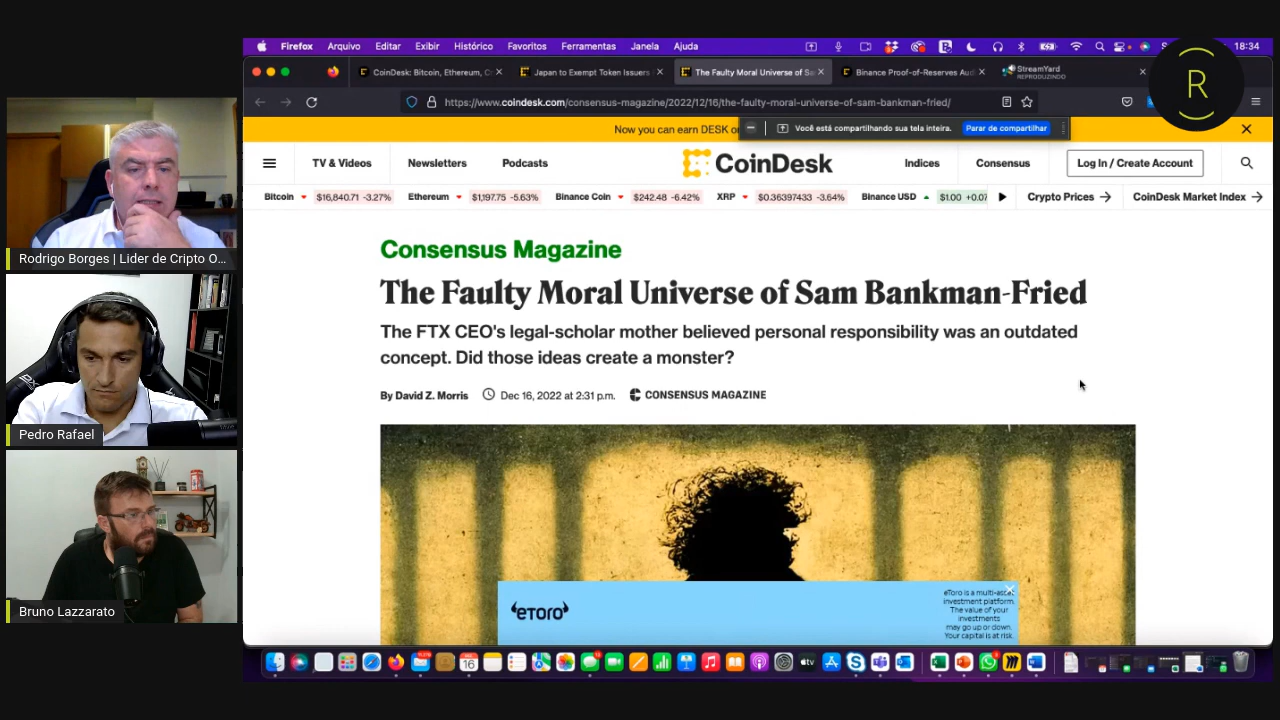 Firefox Arquivo Editar Exibir Histórico Favoritos Ferramentas Janela Ajuda
18:34
CoinDesk: Bitcoin, Ethereum, C
Japan to Exempt Token Issuers
The Faulty Moral Universe of Sa
Binance Proof-of-Reserves Aud
StreamYard
REPRODUZINDO
R
https://www.coindesk.com/consensus-magazine/2022/12/16/the-faulty-moral-universe-of-sam-bankman-fried/
Now you can earn DESK
Você está compartilhando sua tela inteira. Parar de compartilhar
TV & Videos Newsletters Podcasts
CoinDesk
Indices Consensus Log In / Create Account
Bitcoin $16,840.71 -3.27% Ethereum $1,197.75 -5.63% Binance Coin $242.48 -6.42% XRP $0.36397433 -3.64% Binance USD $1.00 +0.07
Crypto Prices CoinDesk Market Index
Consensus Magazine
The Faulty Moral Universe of Sam Bankman-Fried
The FTX CEO's legal-scholar mother believed personal responsibility was an outdated
concept. Did those ideas create a monster?
By David Z. Morris Dec 16, 2022 at 2:31 p.m. CONSENSUS MAGAZINE
eToro
eToro is a multi-asset
investment platform.
The value of your
investments
may go up or down.
Your capital is at risk.
Rodrigo Borges | Lider de Cripto O...
Pedro Rafael
Bruno Lazzarato
16